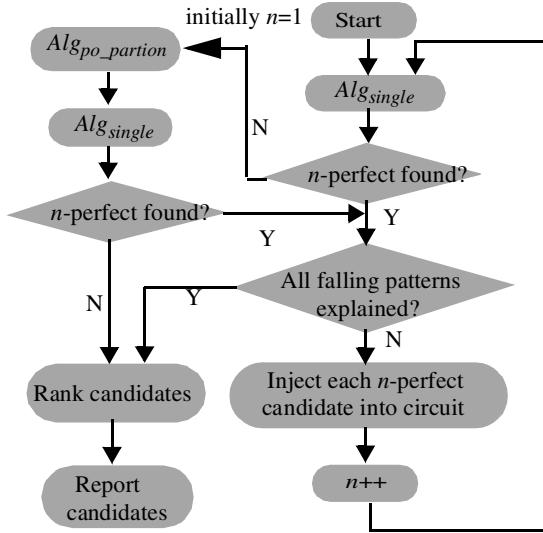 initially n=1
Start
Alg_po_partion
Alg_single
Alg_single
N
n-perfect found?
n-perfect found?
Y
Y
All falling patterns
explained?
N
Y
N
Rank candidates
Inject each n-perfect
candidate into circuit
Report
candidates
n++